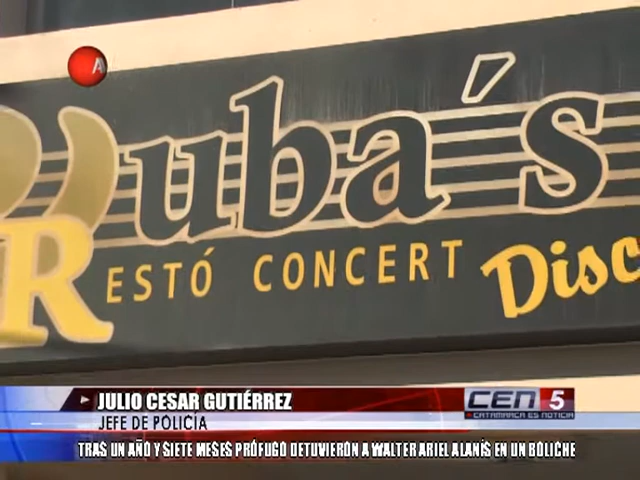 A
uba´s
RESTÓ CONCERT Disc
JULIO CESAR GUTIÉRREZ
JEFE DE POLICIA
CEN 5
CATAMARCA ES NOTICIA
TRAS UN AÑO Y SIETE MESES PRÓFUGO DETUVIERÓN A WALTER ARIEL ALANÍS EN UN BOLICHE